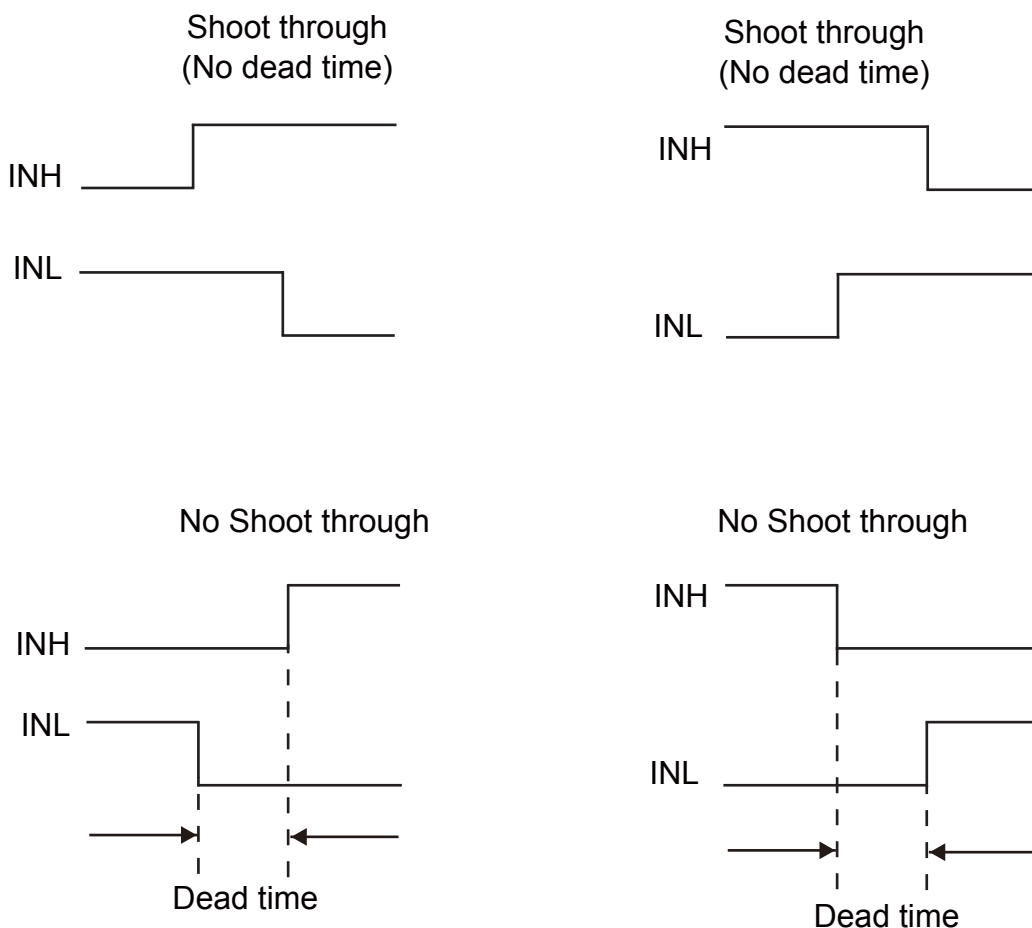 Shoot through
(No dead time)
INH
INL
Shoot through
(No dead time)
INH
INL
No Shoot through
INH
INL
Dead time
No Shoot through
INH
INL
Dead time